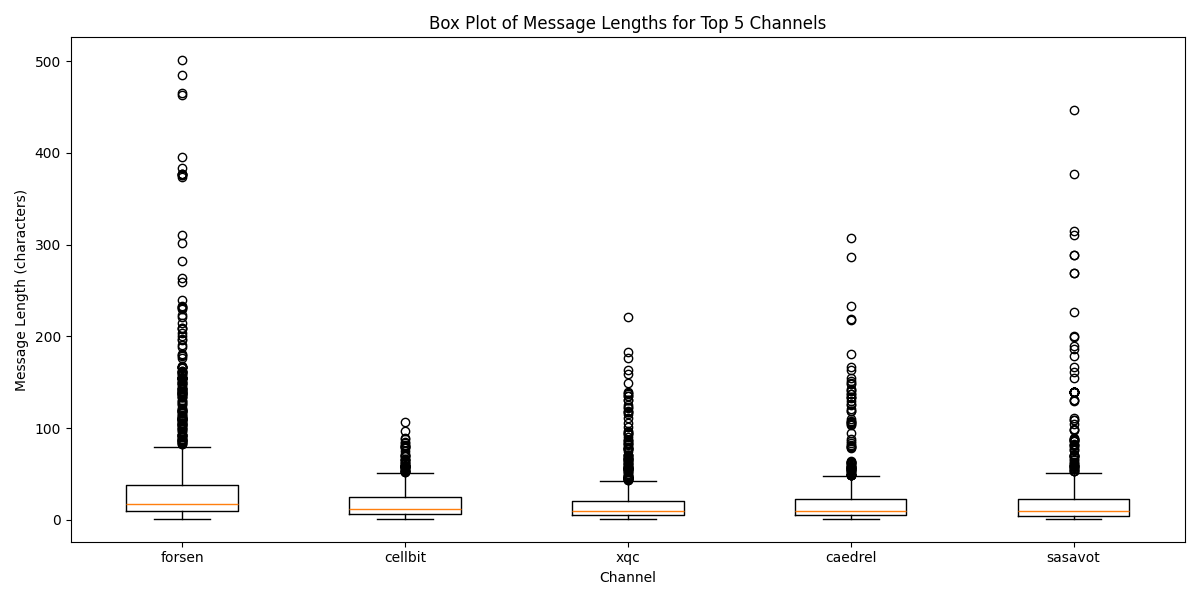 Box Plot of Message Lengths for Top 5 Channels
Message Length (characters)
500
400
300
200
100
0
forsen cellbit xqc caedrel sasavot
Channel